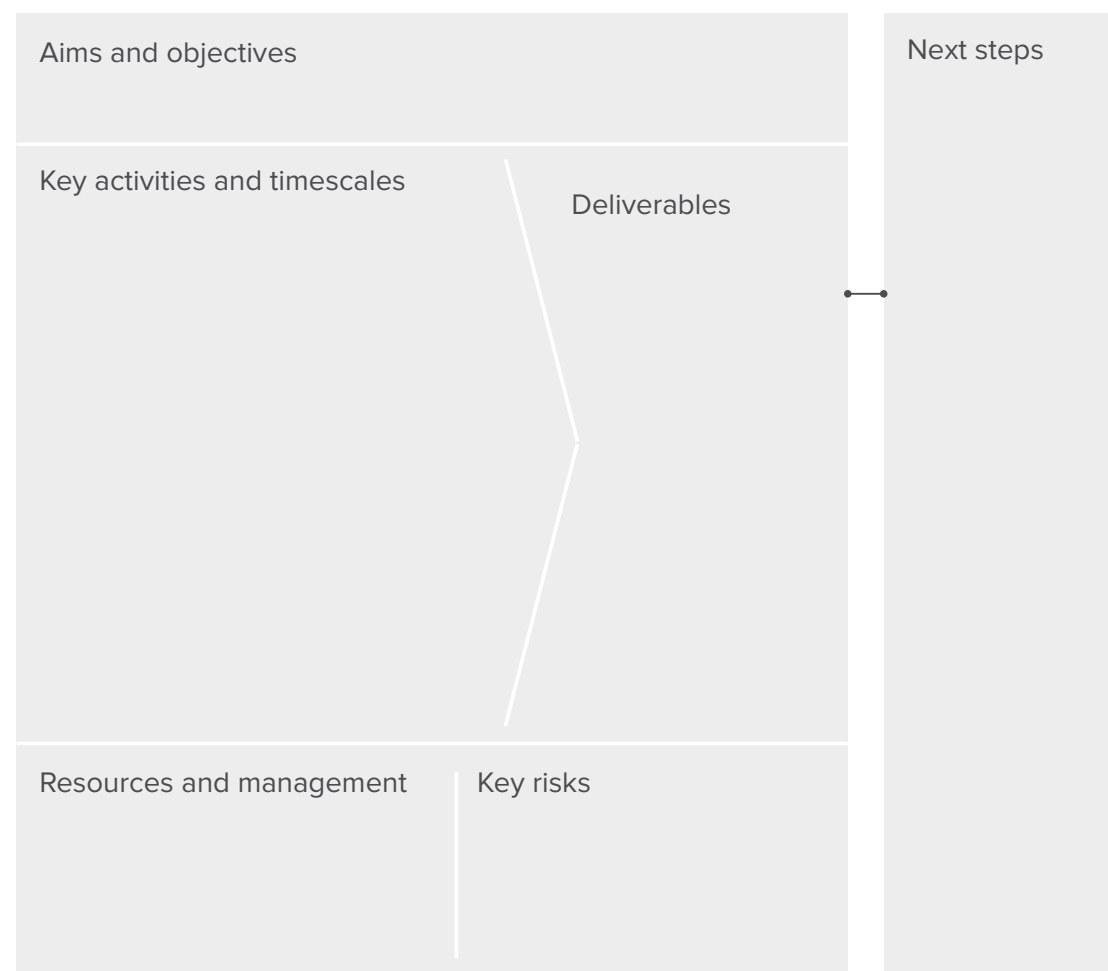 Aims and objectives
Key activities and timescales
Deliverables
Resources and management
Key risks
Next steps